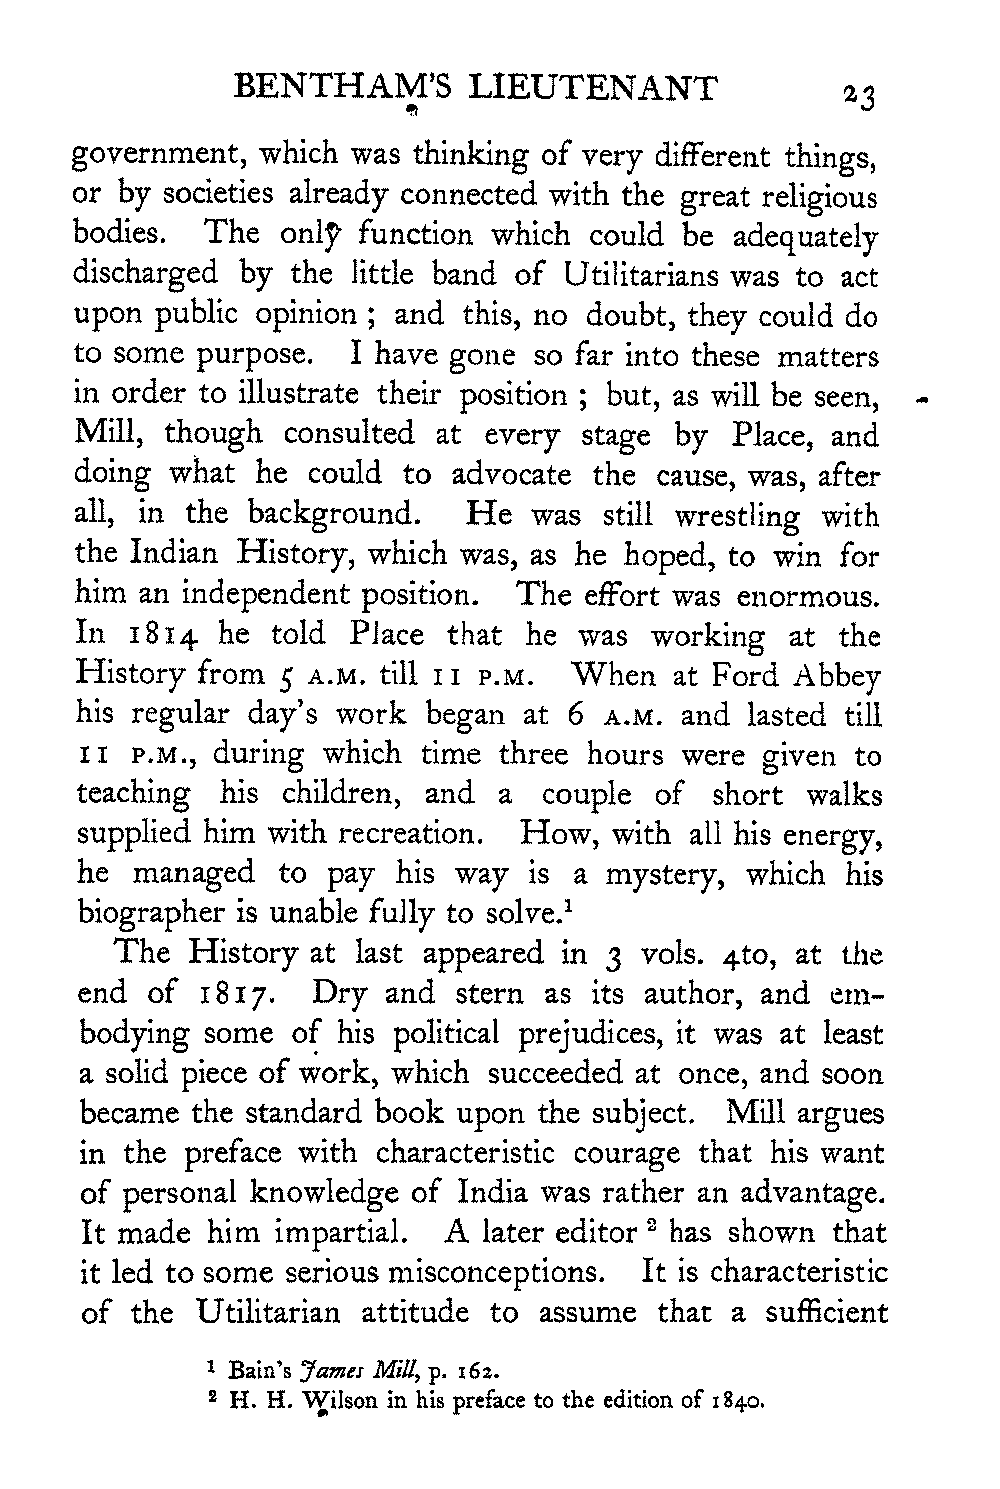 BENTHAM'S LIEUTENANT 23
government, which was thinking of very different things,
or by societies already connected with the great religious
bodies. The only function which could be adequately
discharged by the little band of Utilitarians was to act
upon public opinion ; and this, no doubt, they could do
to some purpose. I have gone so far into these matters
in order to illustrate their position ; but, as will be seen,
Mill, though consulted at every stage by Place, and
doing what he could to advocate the cause, was, after
all, in the background. He was still wrestling with
the Indian History, which was, as he hoped, to win for
him an independent position. The effort was enormous.
In 1814 he told Place that he was working at the
History from 5 A.M. till 11 P.M. When at Ford Abbey
his regular day's work began at 6 A.M. and lasted till
11 P.M., during which time three hours were given to
teaching his children, and a couple of short walks
supplied him with recreation. How, with all his energy,
he managed to pay his way is a mystery, which his
biographer is unable fully to solve.¹
The History at last appeared in 3 vols. 4to, at the
end of 1817. Dry and stern as its author, and em-
bodying some of his political prejudices, it was at least
a solid piece of work, which succeeded at once, and soon
became the standard book upon the subject. Mill argues
in the preface with characteristic courage that his want
of personal knowledge of India was rather an advantage.
It made him impartial. A later editor ² has shown that
it led to some serious misconceptions. It is characteristic
of the Utilitarian attitude to assume that a sufficient
¹ Bain's James Mill, p. 162.
² H. H. Wilson in his preface to the edition of 1840.